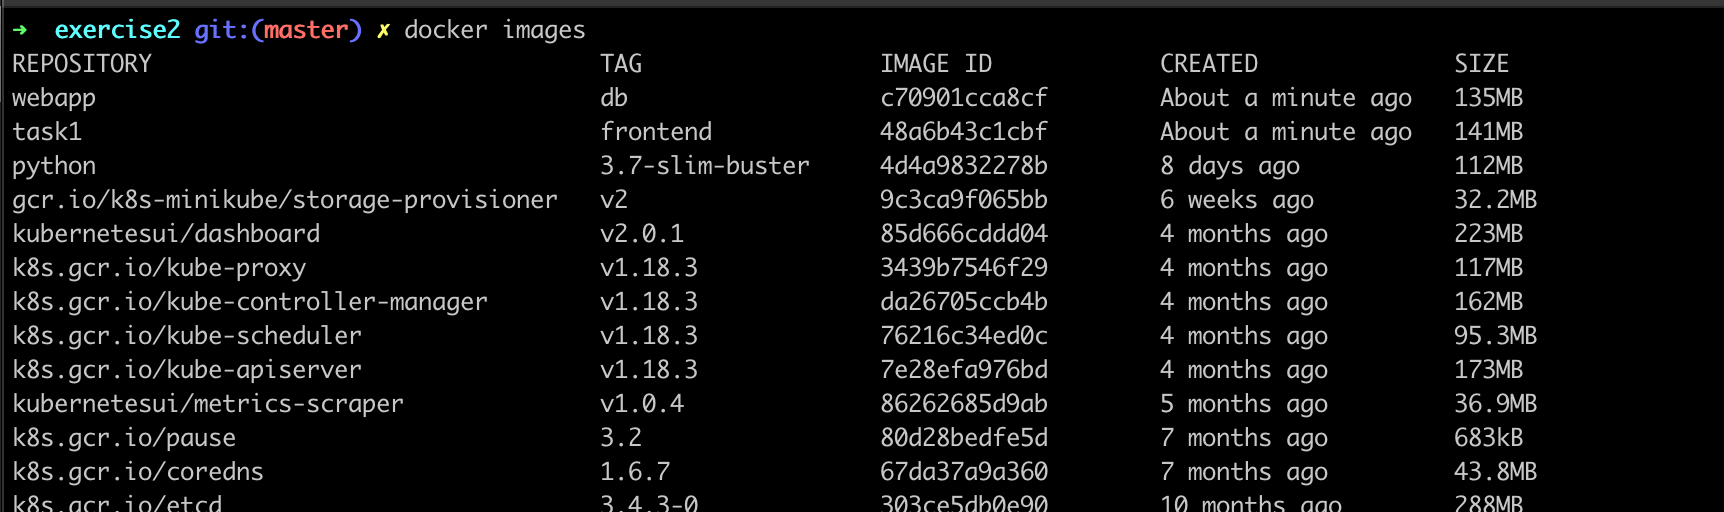 ➜ exercise2 git:(master) ✗ docker images
REPOSITORY TAG IMAGE ID CREATED SIZE
webapp db c70901cca8cf About a minute ago 135MB
task1 frontend 48a6b43c1cbf About a minute ago 141MB
python 3.7-slim-buster 4d4a9832278b 8 days ago 112MB
gcr.io/k8s-minikube/storage-provisioner v2 9c3ca9f065bb 6 weeks ago 32.2MB
kubernetesui/dashboard v2.0.1 85d666cddd04 4 months ago 223MB
k8s.gcr.io/kube-proxy v1.18.3 3439b7546f29 4 months ago 117MB
k8s.gcr.io/kube-controller-manager v1.18.3 da26705ccb4b 4 months ago 162MB
k8s.gcr.io/kube-scheduler v1.18.3 76216c34ed0c 4 months ago 95.3MB
k8s.gcr.io/kube-apiserver v1.18.3 7e28efa976bd 4 months ago 173MB
kubernetesui/metrics-scraper v1.0.4 86262685d9ab 5 months ago 36.9MB
k8s.gcr.io/pause 3.2 80d28bedfe5d 7 months ago 683kB
k8s.gcr.io/coredns 1.6.7 67da37a9a360 7 months ago 43.8MB
k8s.gcr.io/etcd 3.4.3-0 303ce5db0e90 10 months ago 288MB